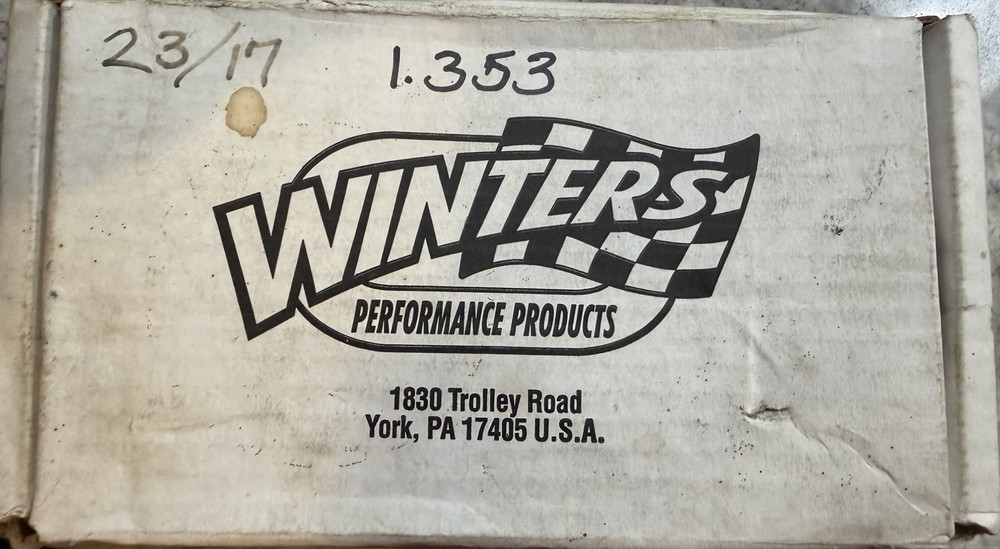 23/17 1.353
WINTERS
PERFORMANCE PRODUCTS
1830 Trolley Road
York, PA 17405 U.S.A.